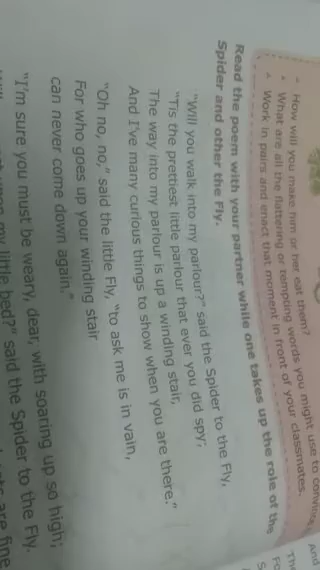 How will you make him or her eat them?
What are all the flattering or tempting words you might use to convince
Work in pairs and enact that moment in front of your classmates.
Read the poem with your partner while one takes up the role of the
Spider and other the Fly.
"Will you walk into my parlour?" said the Spider to the Fly,
"Tis the prettiest little parlour that ever you did spy;
The way into my parlour is up a winding stair,
And I've many curious things to show when you are there."
"Oh no, no," said the little Fly, "to ask me is in vain,
For who goes up your winding stair
can never come down again."
"I'm sure you must be weary, dear, with soaring up so high;
upon my little bed?" said the Spider to the Fly.
are fine
And